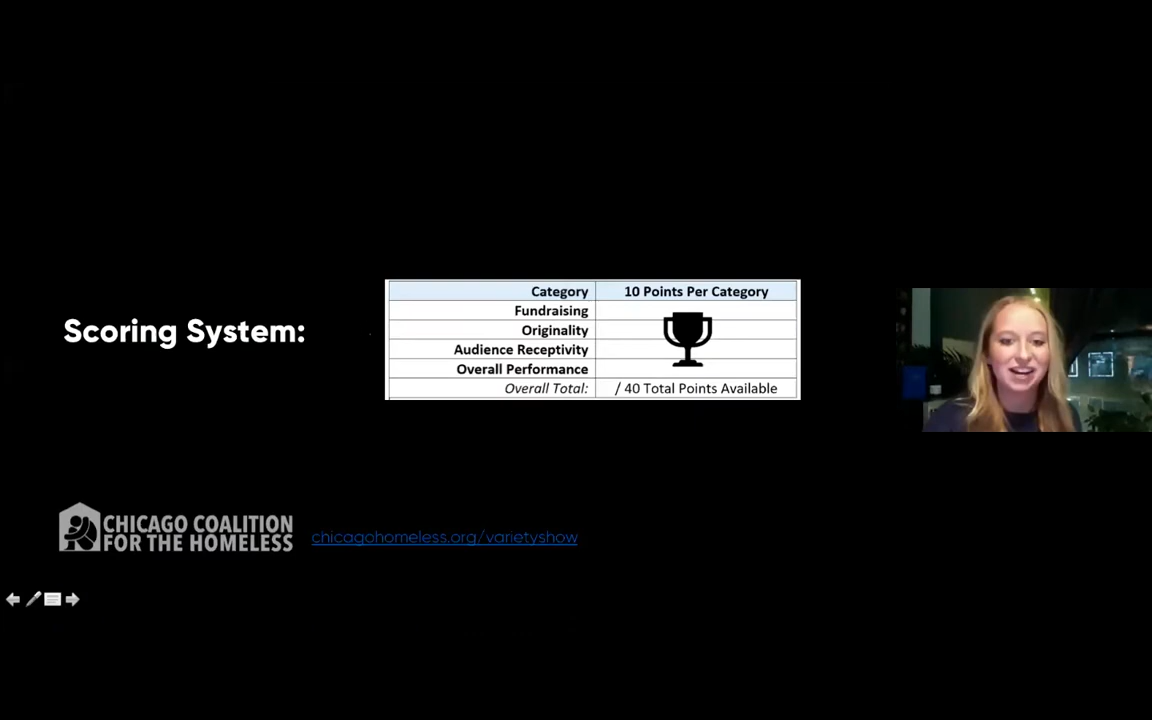 Scoring System:
Category 10 Points Per Category
Fundraising
Originality
Audience Receptivity
Overall Performance
Overall Total: / 40 Total Points Available
CHICAGO COALITION
FOR THE HOMELESS
chicagohomeless.org/varietyshow